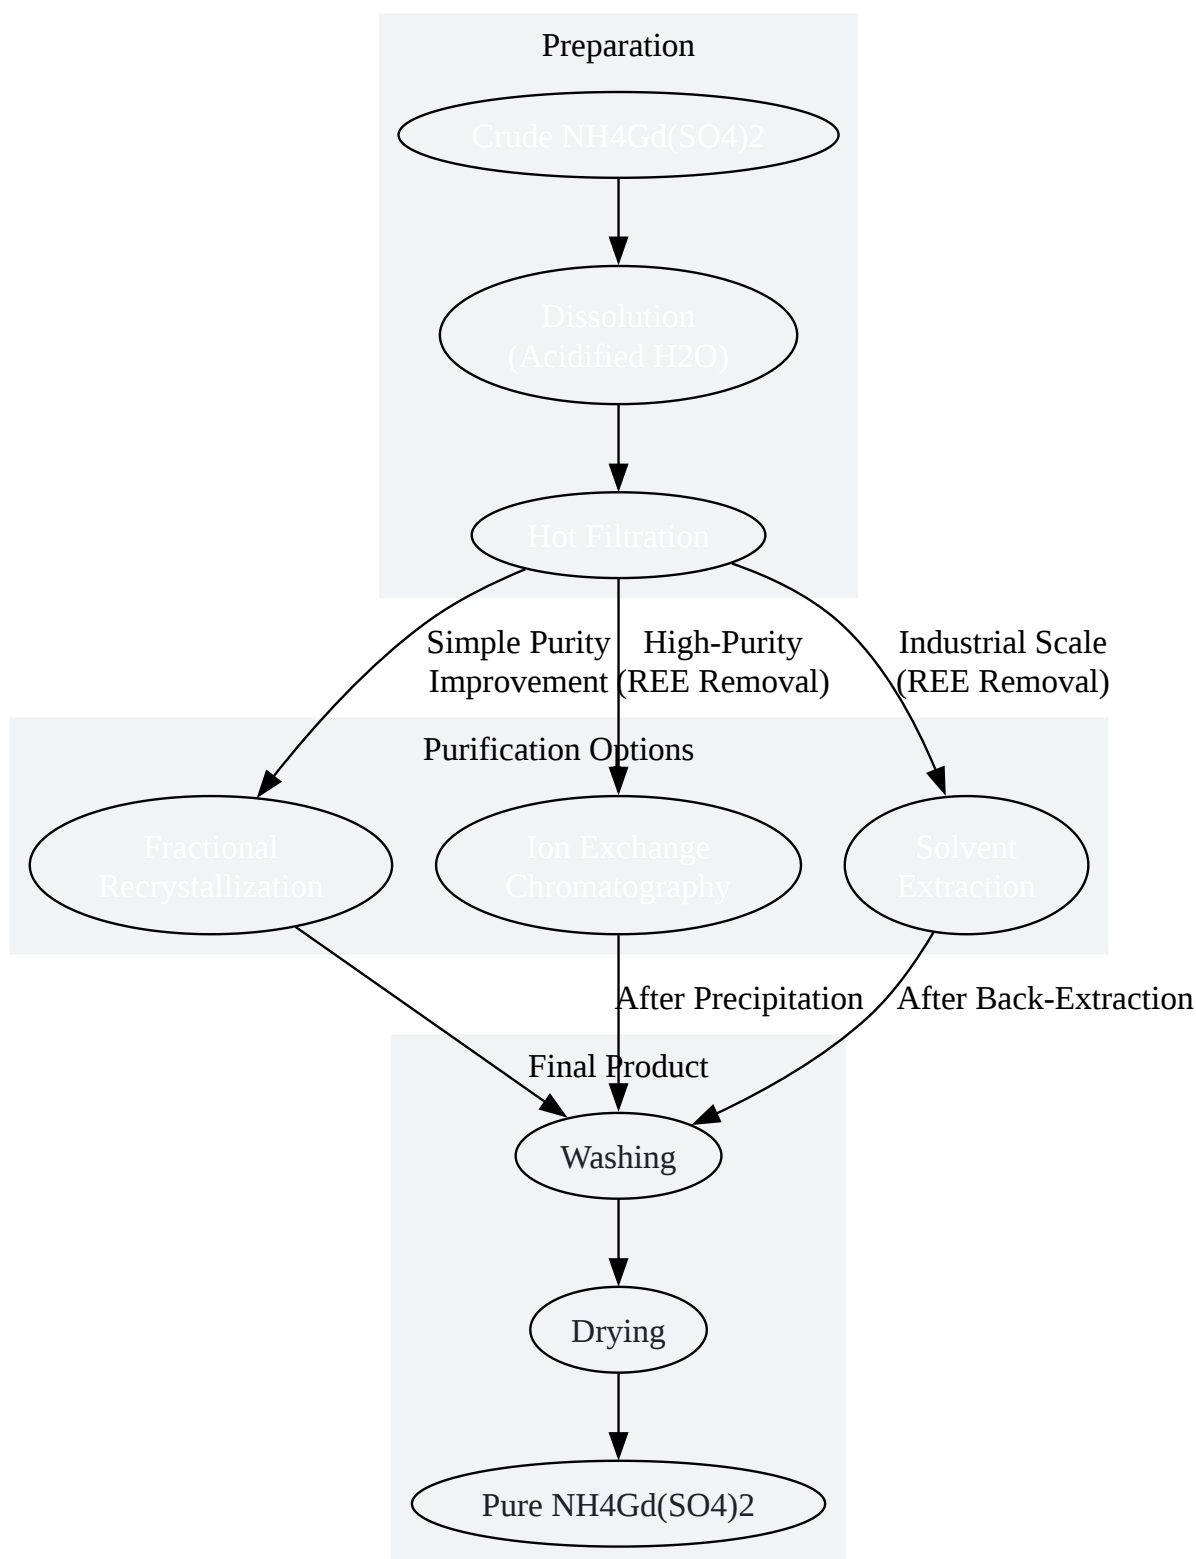 Preparation
Crude NH4Gd(SO4)2
Dissolution
(Acidified H2O)
Hot Filtration
Simple Purity
Improvement
High-Purity
(REE Removal)
Industrial Scale
(REE Removal)
Purification Options
Fractional
Recrystallization
Ion Exchange
Chromatography
Solvent
Extraction
After Precipitation
After Back-Extraction
Final Product
Washing
Drying
Pure NH4Gd(SO4)2